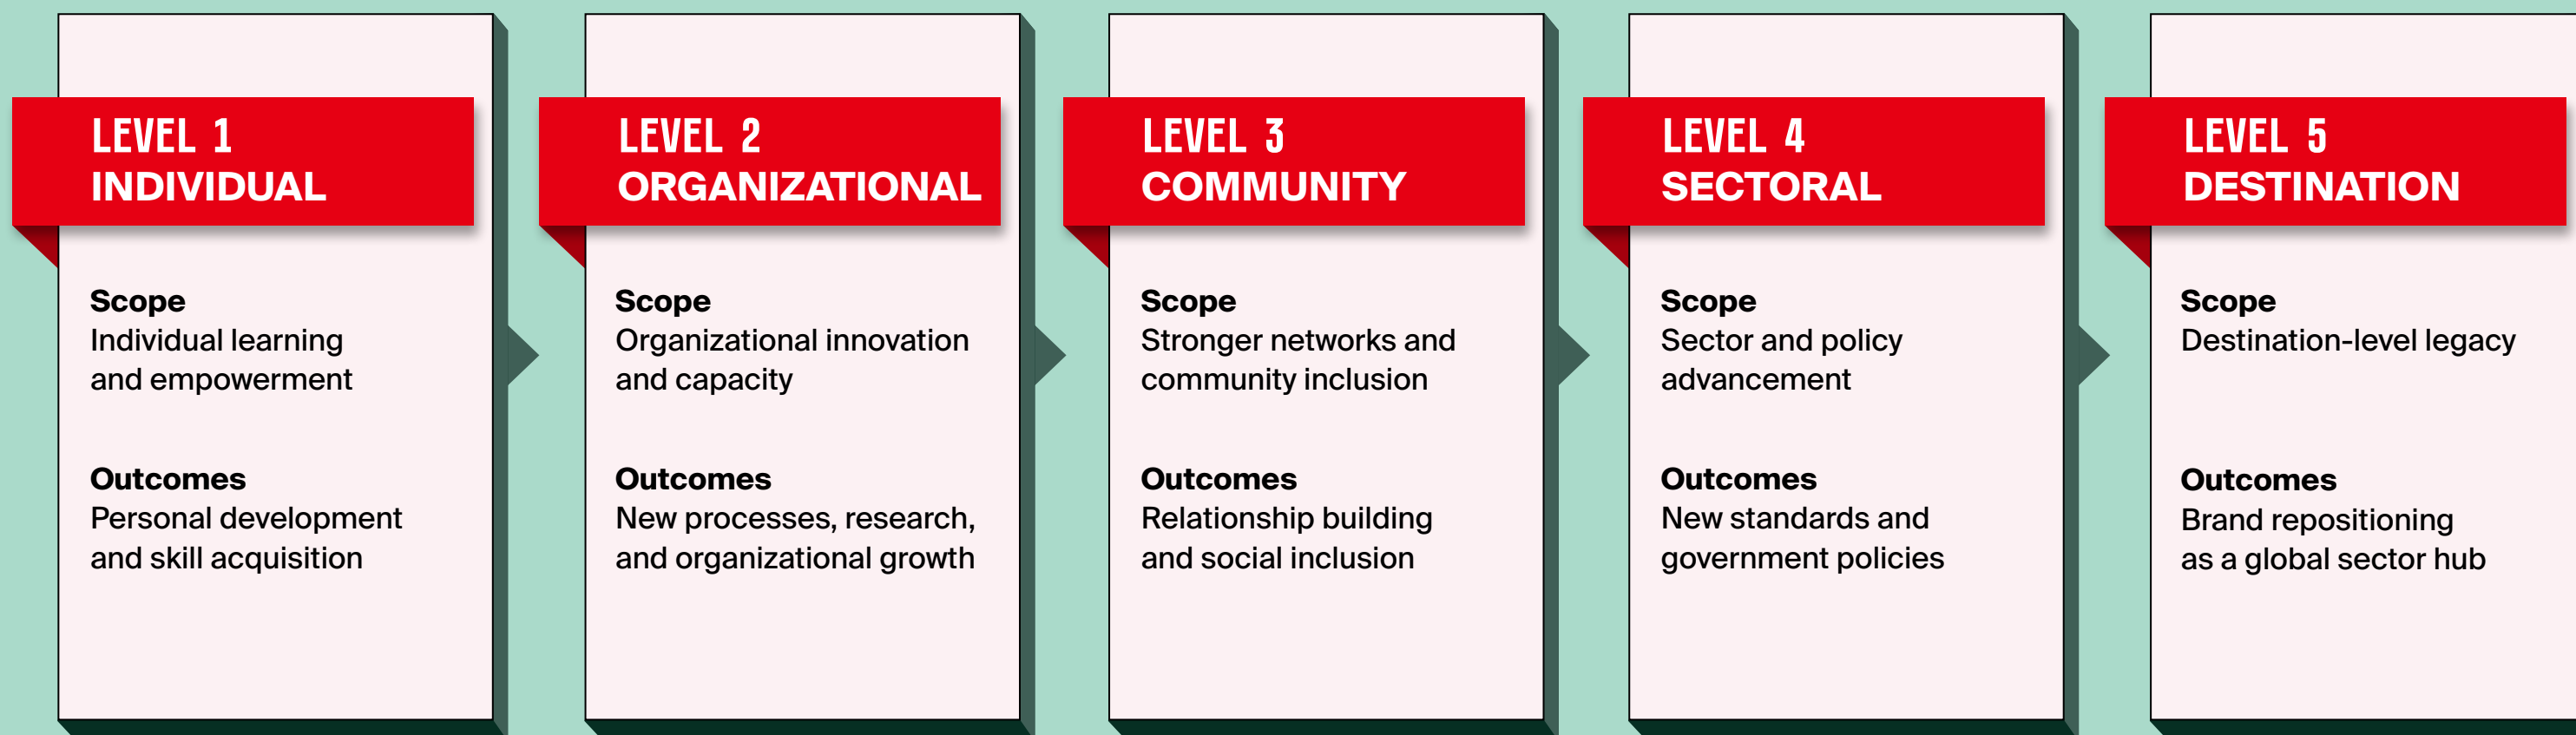 LEVEL 1
INDIVIDUAL
Scope
Individual learning
and empowerment
Outcomes
Personal development
and skill acquisition
LEVEL 2
ORGANIZATIONAL
Scope
Organizational innovation
and capacity
Outcomes
New processes, research,
and organizational growth
LEVEL 3
COMMUNITY
Scope
Stronger networks and
community inclusion
Outcomes
Relationship building
and social inclusion
LEVEL 4
SECTORAL
Scope
Sector and policy
advancement
Outcomes
New standards and
government policies
LEVEL 5
DESTINATION
Scope
Destination-level legacy
Outcomes
Brand repositioning
as a global sector hub